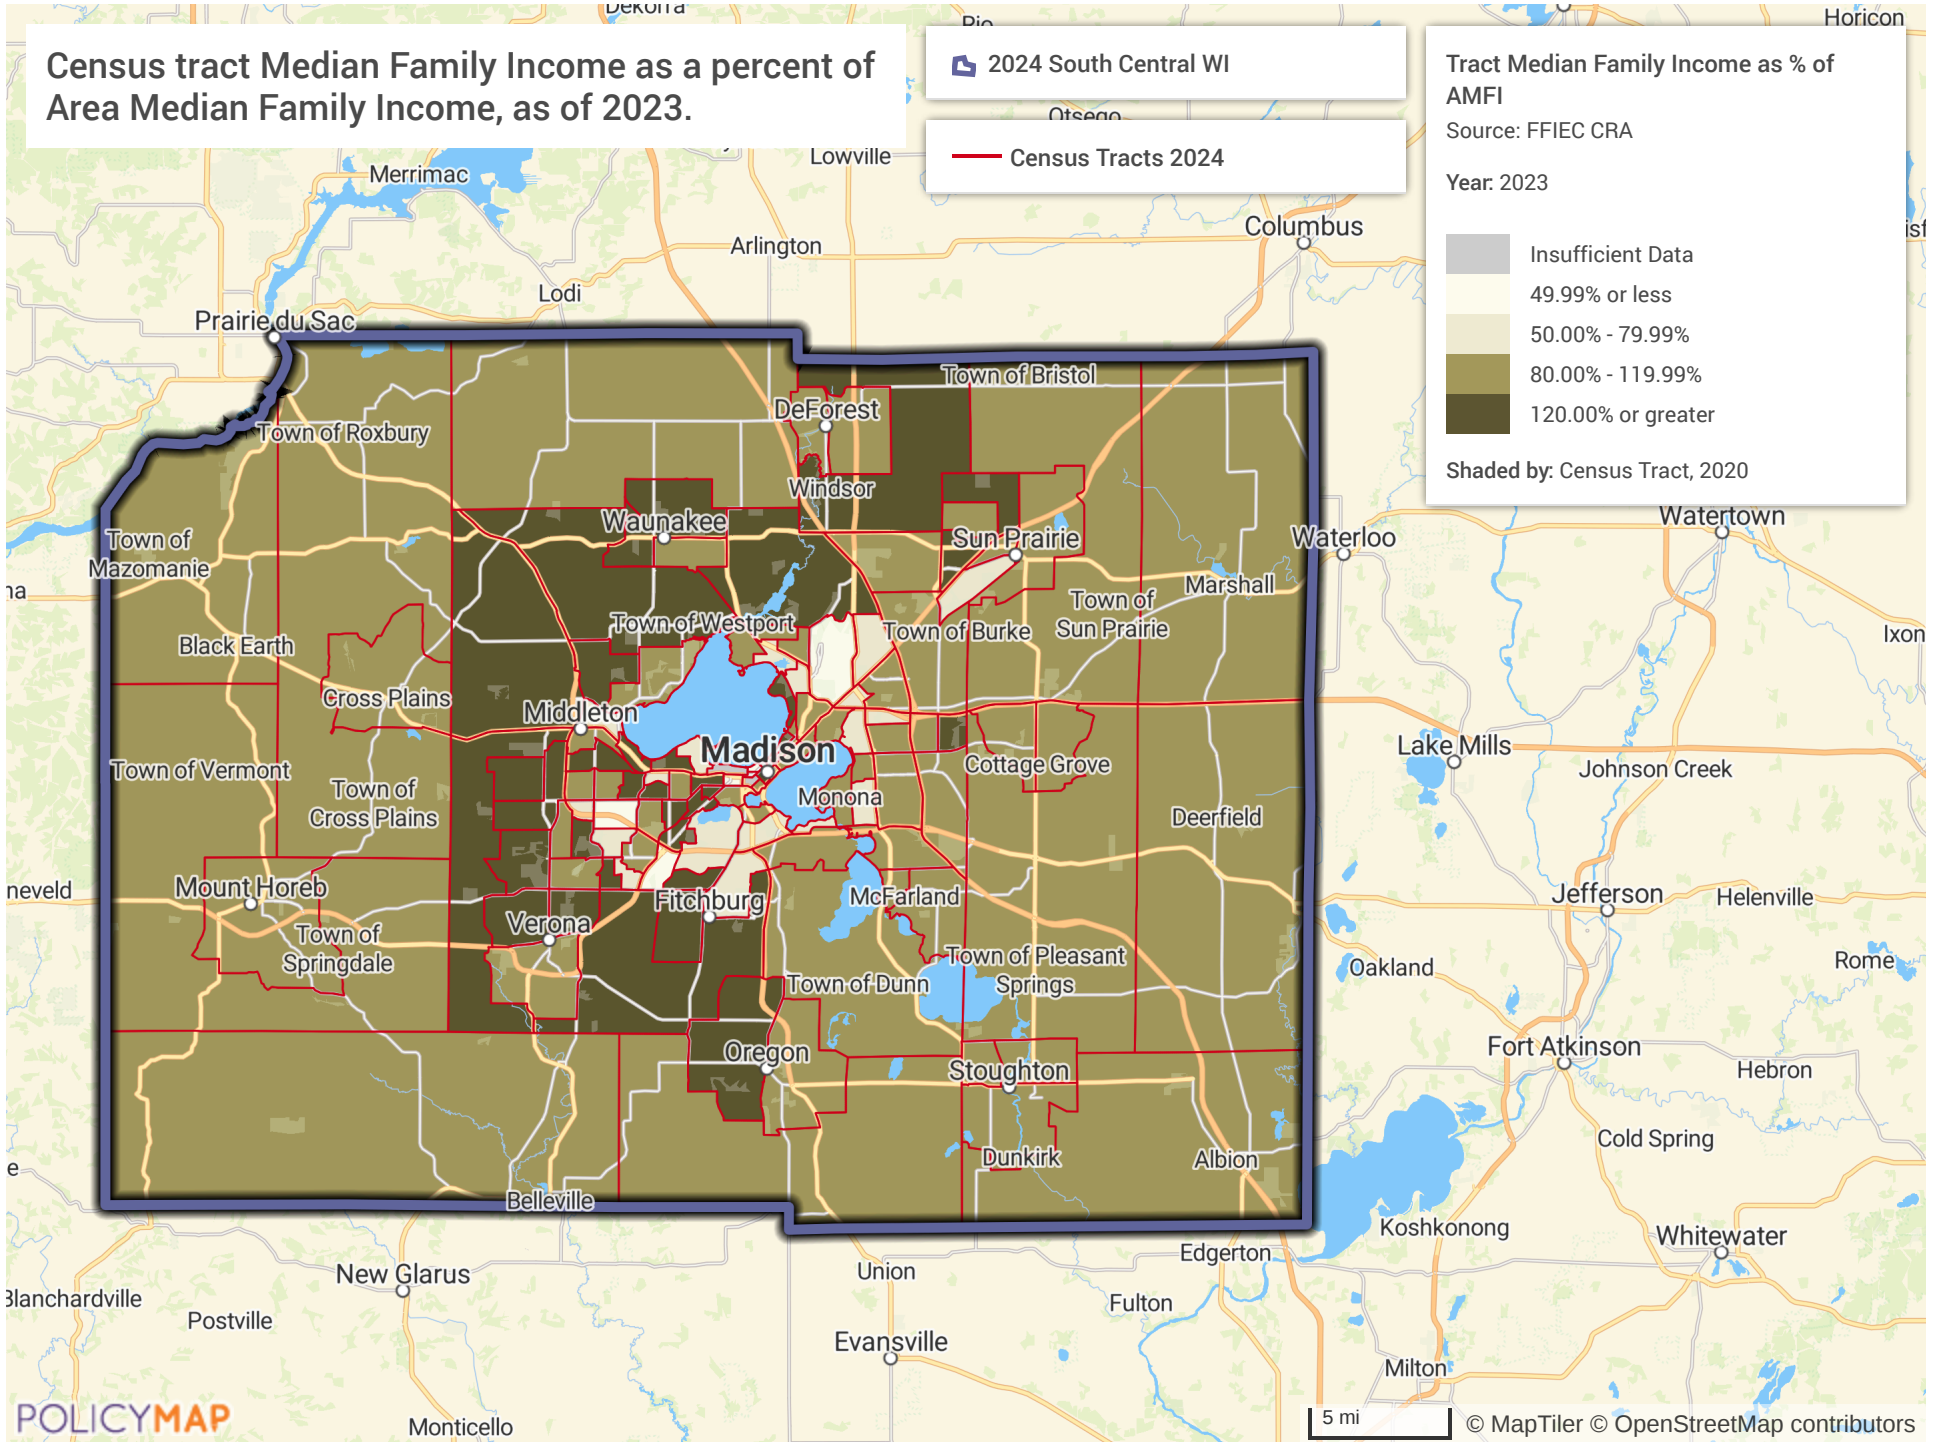 Dekorra
Rio
Horicon
Census tract Median Family Income as a percent of
Area Median Family Income, as of 2023.
2024 South Central WI
Census Tracts 2024
Tract Median Family Income as % of
AMFI
Source: FFIEC CRA
Year: 2023
Insufficient Data
49.99% or less
50.00% - 79.99%
80.00% - 119.99%
120.00% or greater
Shaded by: Census Tract, 2020
Otsego
Lowville
Merrimac
Columbus
Arlington
Lodi
Prairie du Sac
Town of Bristol
DeForest
Town of Roxbury
Windsor
Waunakee
Sun Prairie
Waterloo
Watertown
Town of
Mazomanie
Marshall
Town of
Sun Prairie
Town of Westport
Town of Burke
Black Earth
Ixon
Cross Plains
Middleton
Madison
Lake Mills
Johnson Creek
Cottage Grove
Town of Vermont
Town of
Cross Plains
Monona
Deerfield
neveld
Mount Horeb
Fitchburg
McFarland
Jefferson
Helenville
Verona
Town of
Springdale
Town of Pleasant
Springs
Town of Dunn
Oakland
Rome
Oregon
Stoughton
Fort Atkinson
Hebron
Cold Spring
Dunkirk
Albion
Belleville
Koshkonong
Whitewater
Edgerton
Union
New Glarus
Blanchardville
Postville
Fulton
Evansville
Milton
Monticello
POLICYMAP
5 mi
© MapTiler © OpenStreetMap contributors